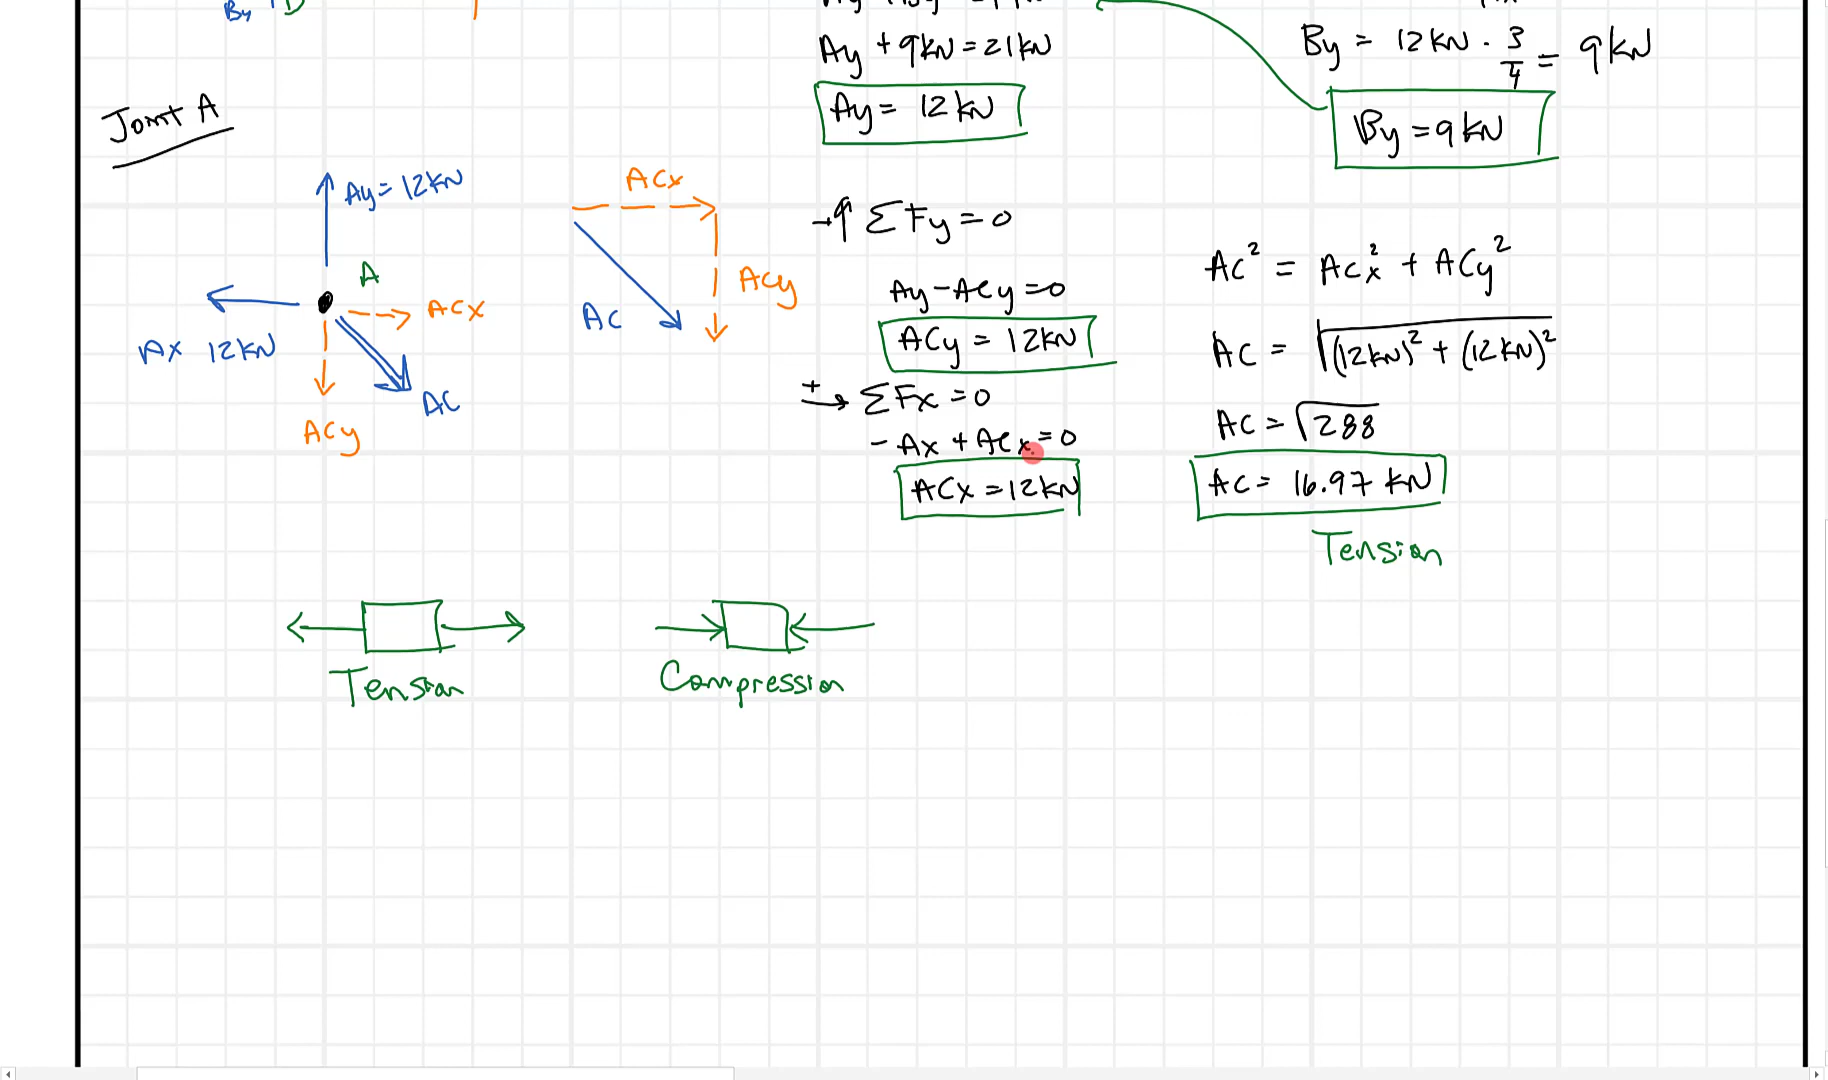 By
D
Ay + 9kN = 21kN
Ay = 12kN
By = 12kN · 3/4 = 9kN
By = 9kN
Joint A
Ay = 12kN
A
Ax 12kN
ACx
ACy
AC
ACx
ACy
AC
+↑ ΣFy = 0
Ay - ACy = 0
ACy = 12kN
+→ ΣFx = 0
- Ax + ACx = 0
ACx = 12kN
AC² = ACx² + ACy²
AC = √(12kN)² + (12kN)²
AC = √288
AC = 16.97 kN
Tension
Tension
Compression